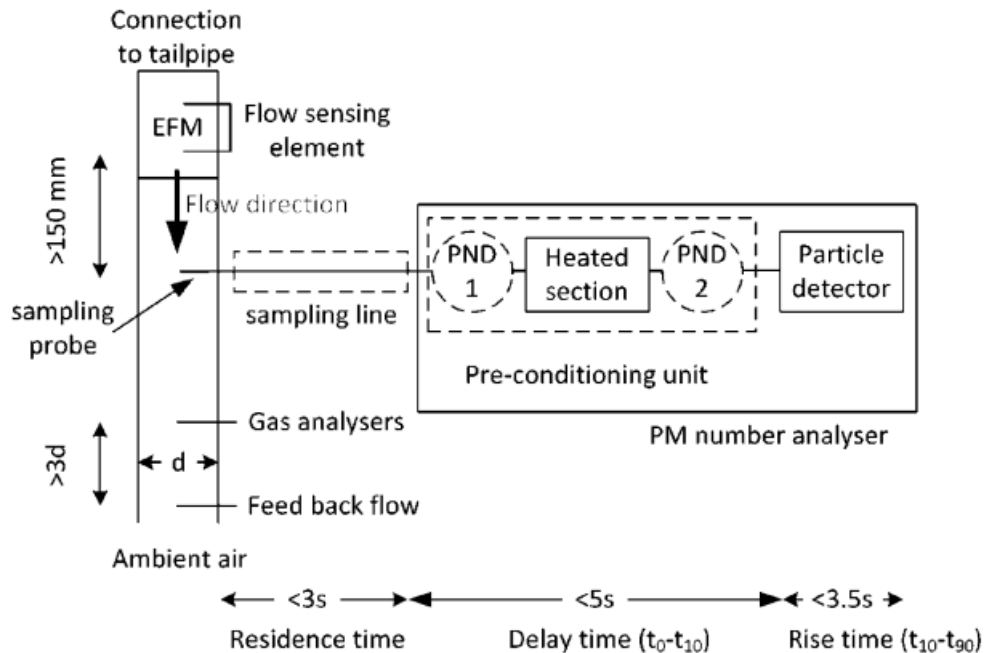 Connection
to tailpipe
EFM
Flow sensing
element
>150 mm
Flow direction
sampling
probe
sampling line
PND
1
Heated
section
PND
2
Particle
detector
Pre-conditioning unit
PM number analyser
Gas analysers
>3d
d
Feed back flow
Ambient air
<3s
<5s
<3.5s
Residence time
Delay time (t₀-t₁₀)
Rise time (t₁₀-t₉₀)